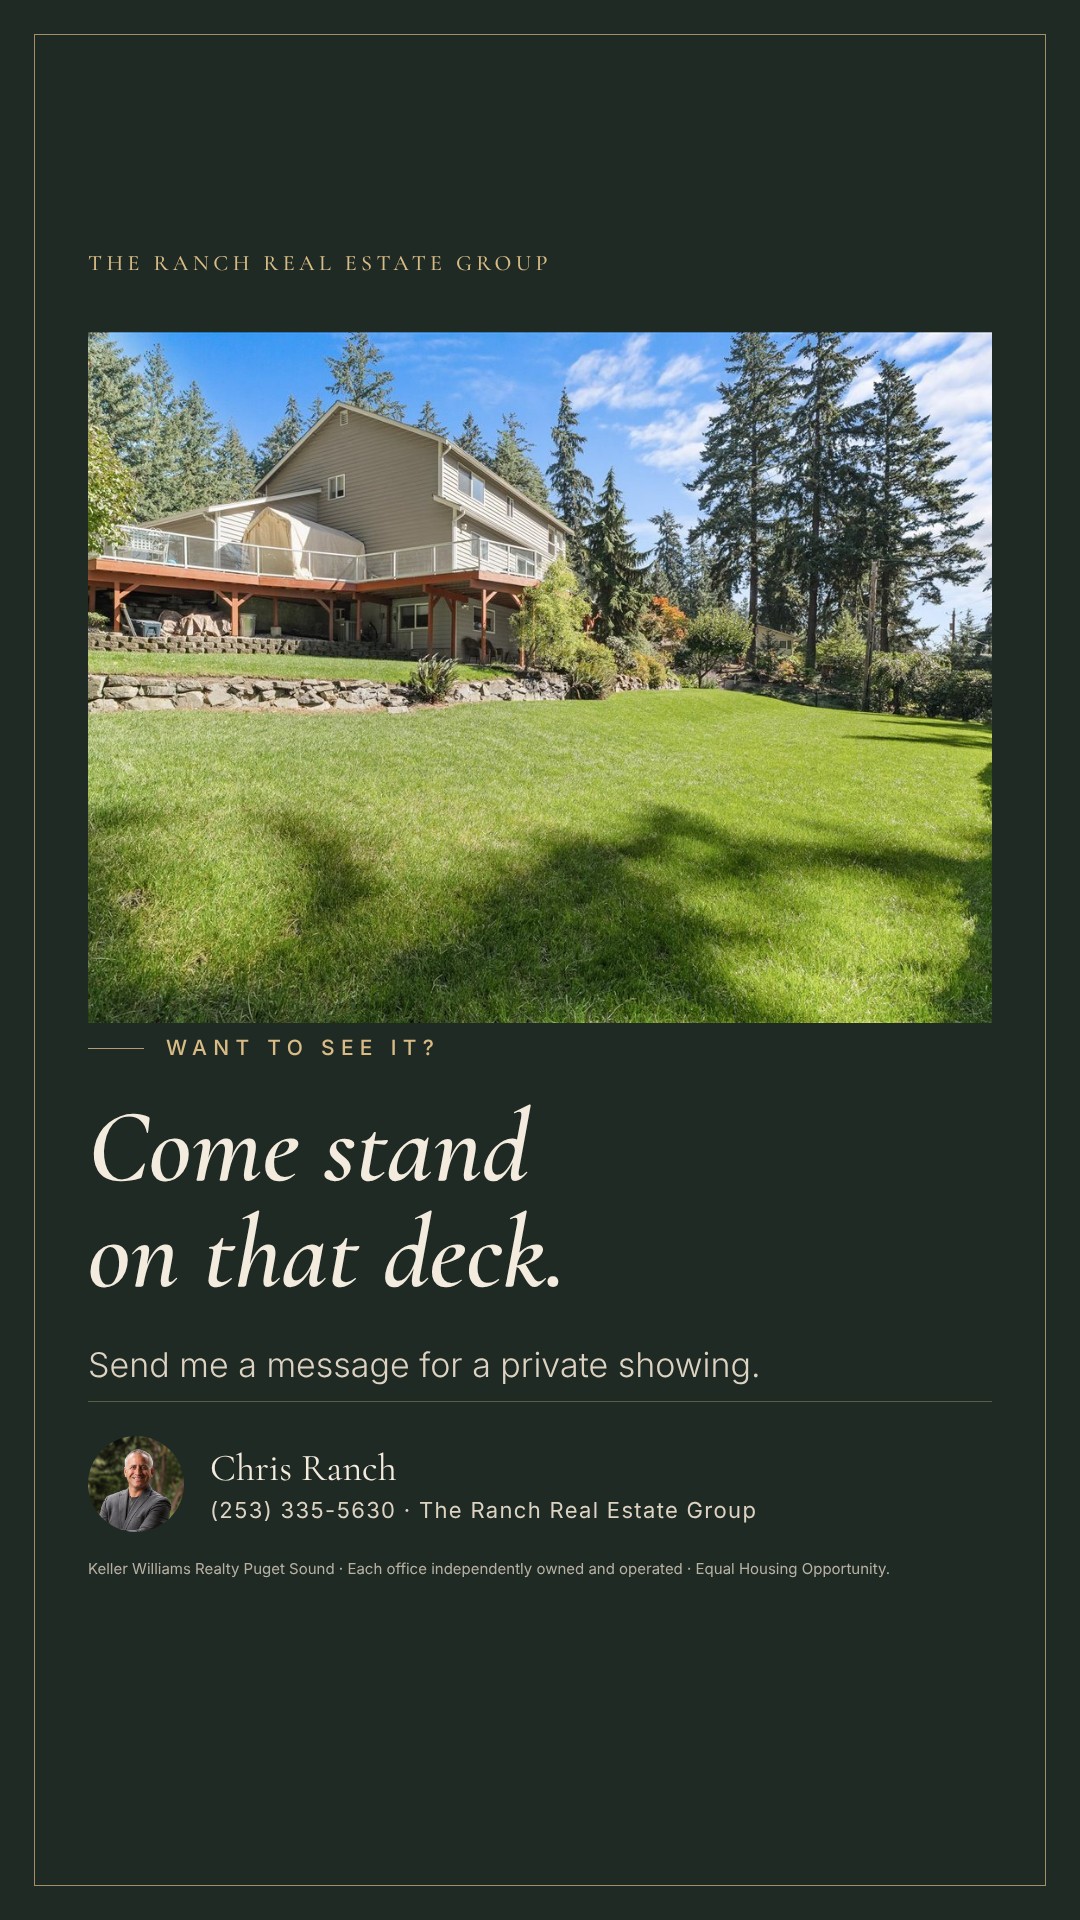 THE RANCH REAL ESTATE GROUP
WANT TO SEE IT?
Come stand
on that deck.
Send me a message for a private showing.
Chris Ranch
(253) 335-5630 · The Ranch Real Estate Group
Keller Williams Realty Puget Sound · Each office independently owned and operated · Equal Housing Opportunity.